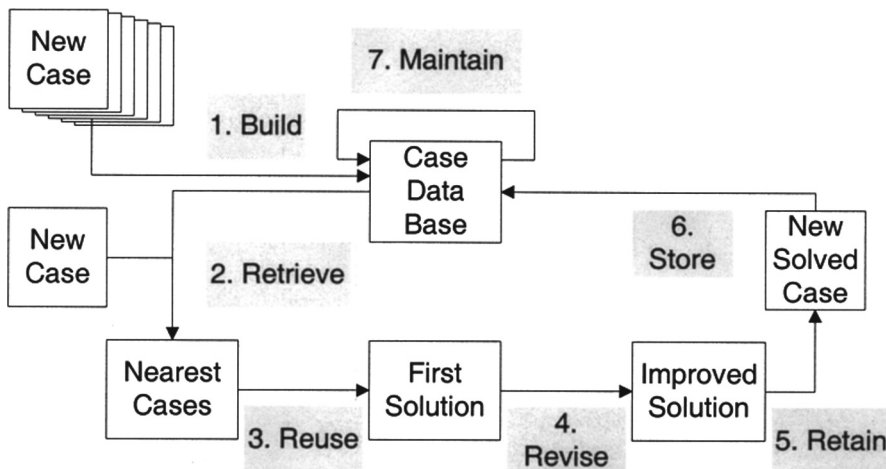 New
Case
7. Maintain
1. Build
Case
Data
Base
New
Case
2. Retrieve
6.
Store
New
Solved
Case
Nearest
Cases
First
Solution
Improved
Solution
3. Reuse
4.
Revise
5. Retain